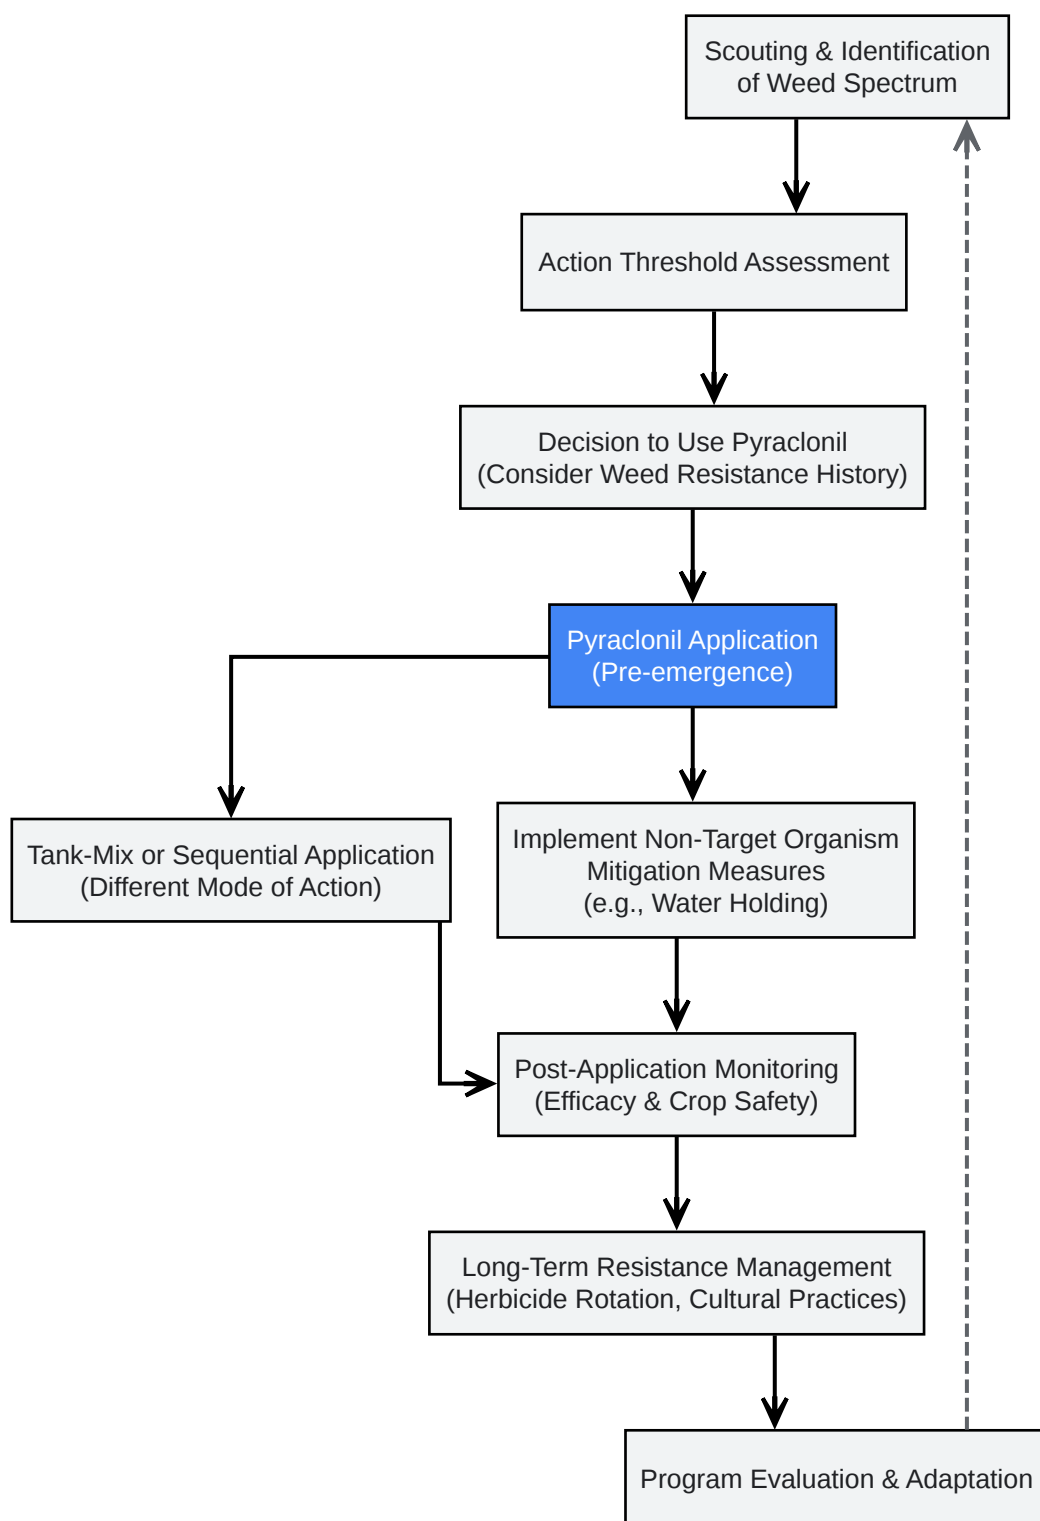 Scouting & Identification
of Weed Spectrum
Action Threshold Assessment
Decision to Use Pyraclonil
(Consider Weed Resistance History)
Pyraclonil Application
(Pre-emergence)
Tank-Mix or Sequential Application
(Different Mode of Action)
Implement Non-Target Organism
Mitigation Measures
(e.g., Water Holding)
Post-Application Monitoring
(Efficacy & Crop Safety)
Long-Term Resistance Management
(Herbicide Rotation, Cultural Practices)
Program Evaluation & Adaptation